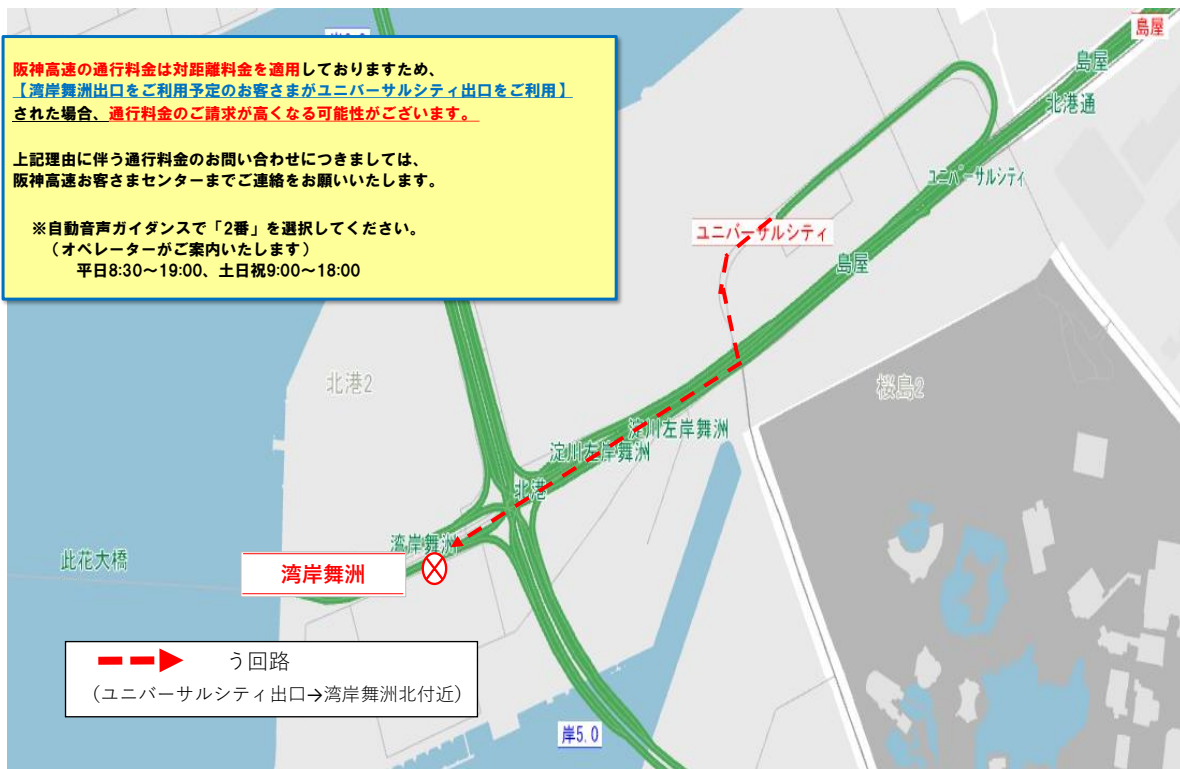 阪神高速の通行料金は対距離料金を適用しておりますため、
【湾岸舞洲出口をご利用予定のお客さまがユニバーサルシティ出口をご利用】
された場合、通行料金のご請求が高くなる可能性がございます。
上記理由に伴う通行料金のお問い合わせにつきましては、
阪神高速お客さまセンターまでご連絡をお願いいたします。
※自動音声ガイダンスで「2番」を選択してください。
（オペレーターがご案内いたします）
平日8:30～19:00、土日祝9:00～18:00
島屋
島屋
北港通
ユニバーサルシティ
ユニバーサルシティ
島屋
北港2
桜島2
淀川左岸舞洲
淀川左岸舞洲
北港
湾岸舞洲
此花大橋
湾岸舞洲
う回路
（ユニバーサルシティ出口→湾岸舞洲北付近）
岸5.0